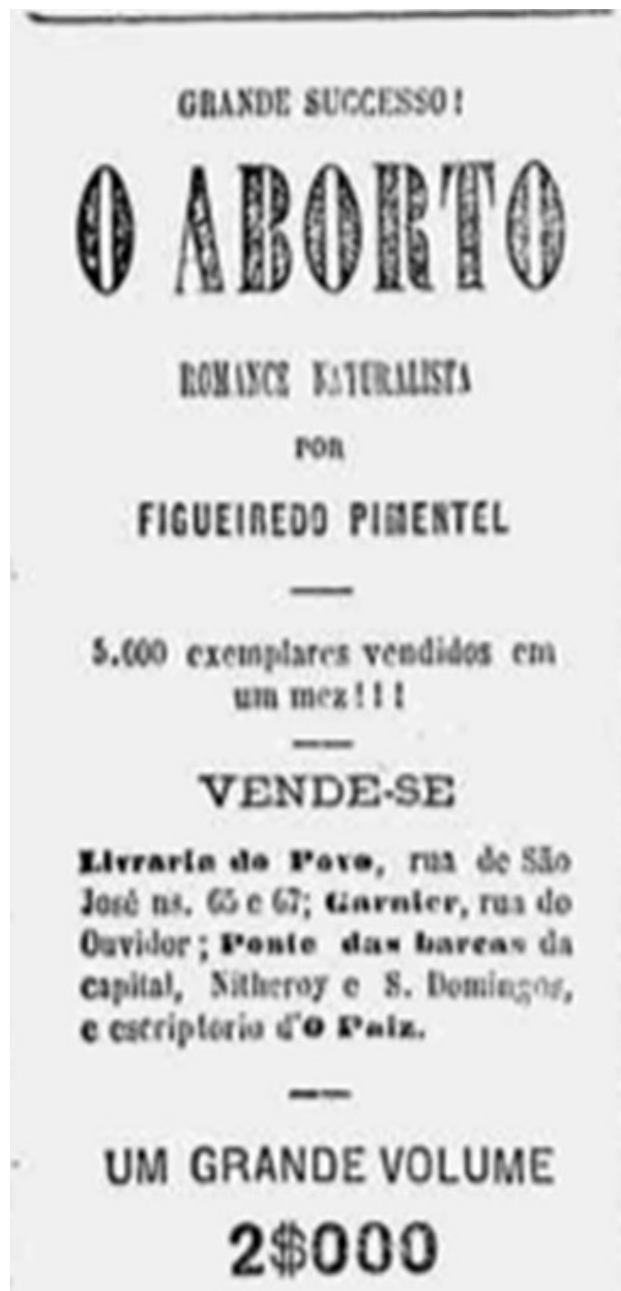 GRANDE SUCCESSO!
O ABORTO
ROMANCE NATURALISTA
POR
FIGUEIREDO PIMENTEL
5.000 exemplares vendidos em
um mez!!!
VENDE-SE
Livraria do Povo, rua de São
José ns. 65 e 67; Garnier, rua do
Ouvidor; Ponte das barcas da
capital, Nitheroy e S. Domingos,
e escriptorio d'O Paiz.
UM GRANDE VOLUME
2$000